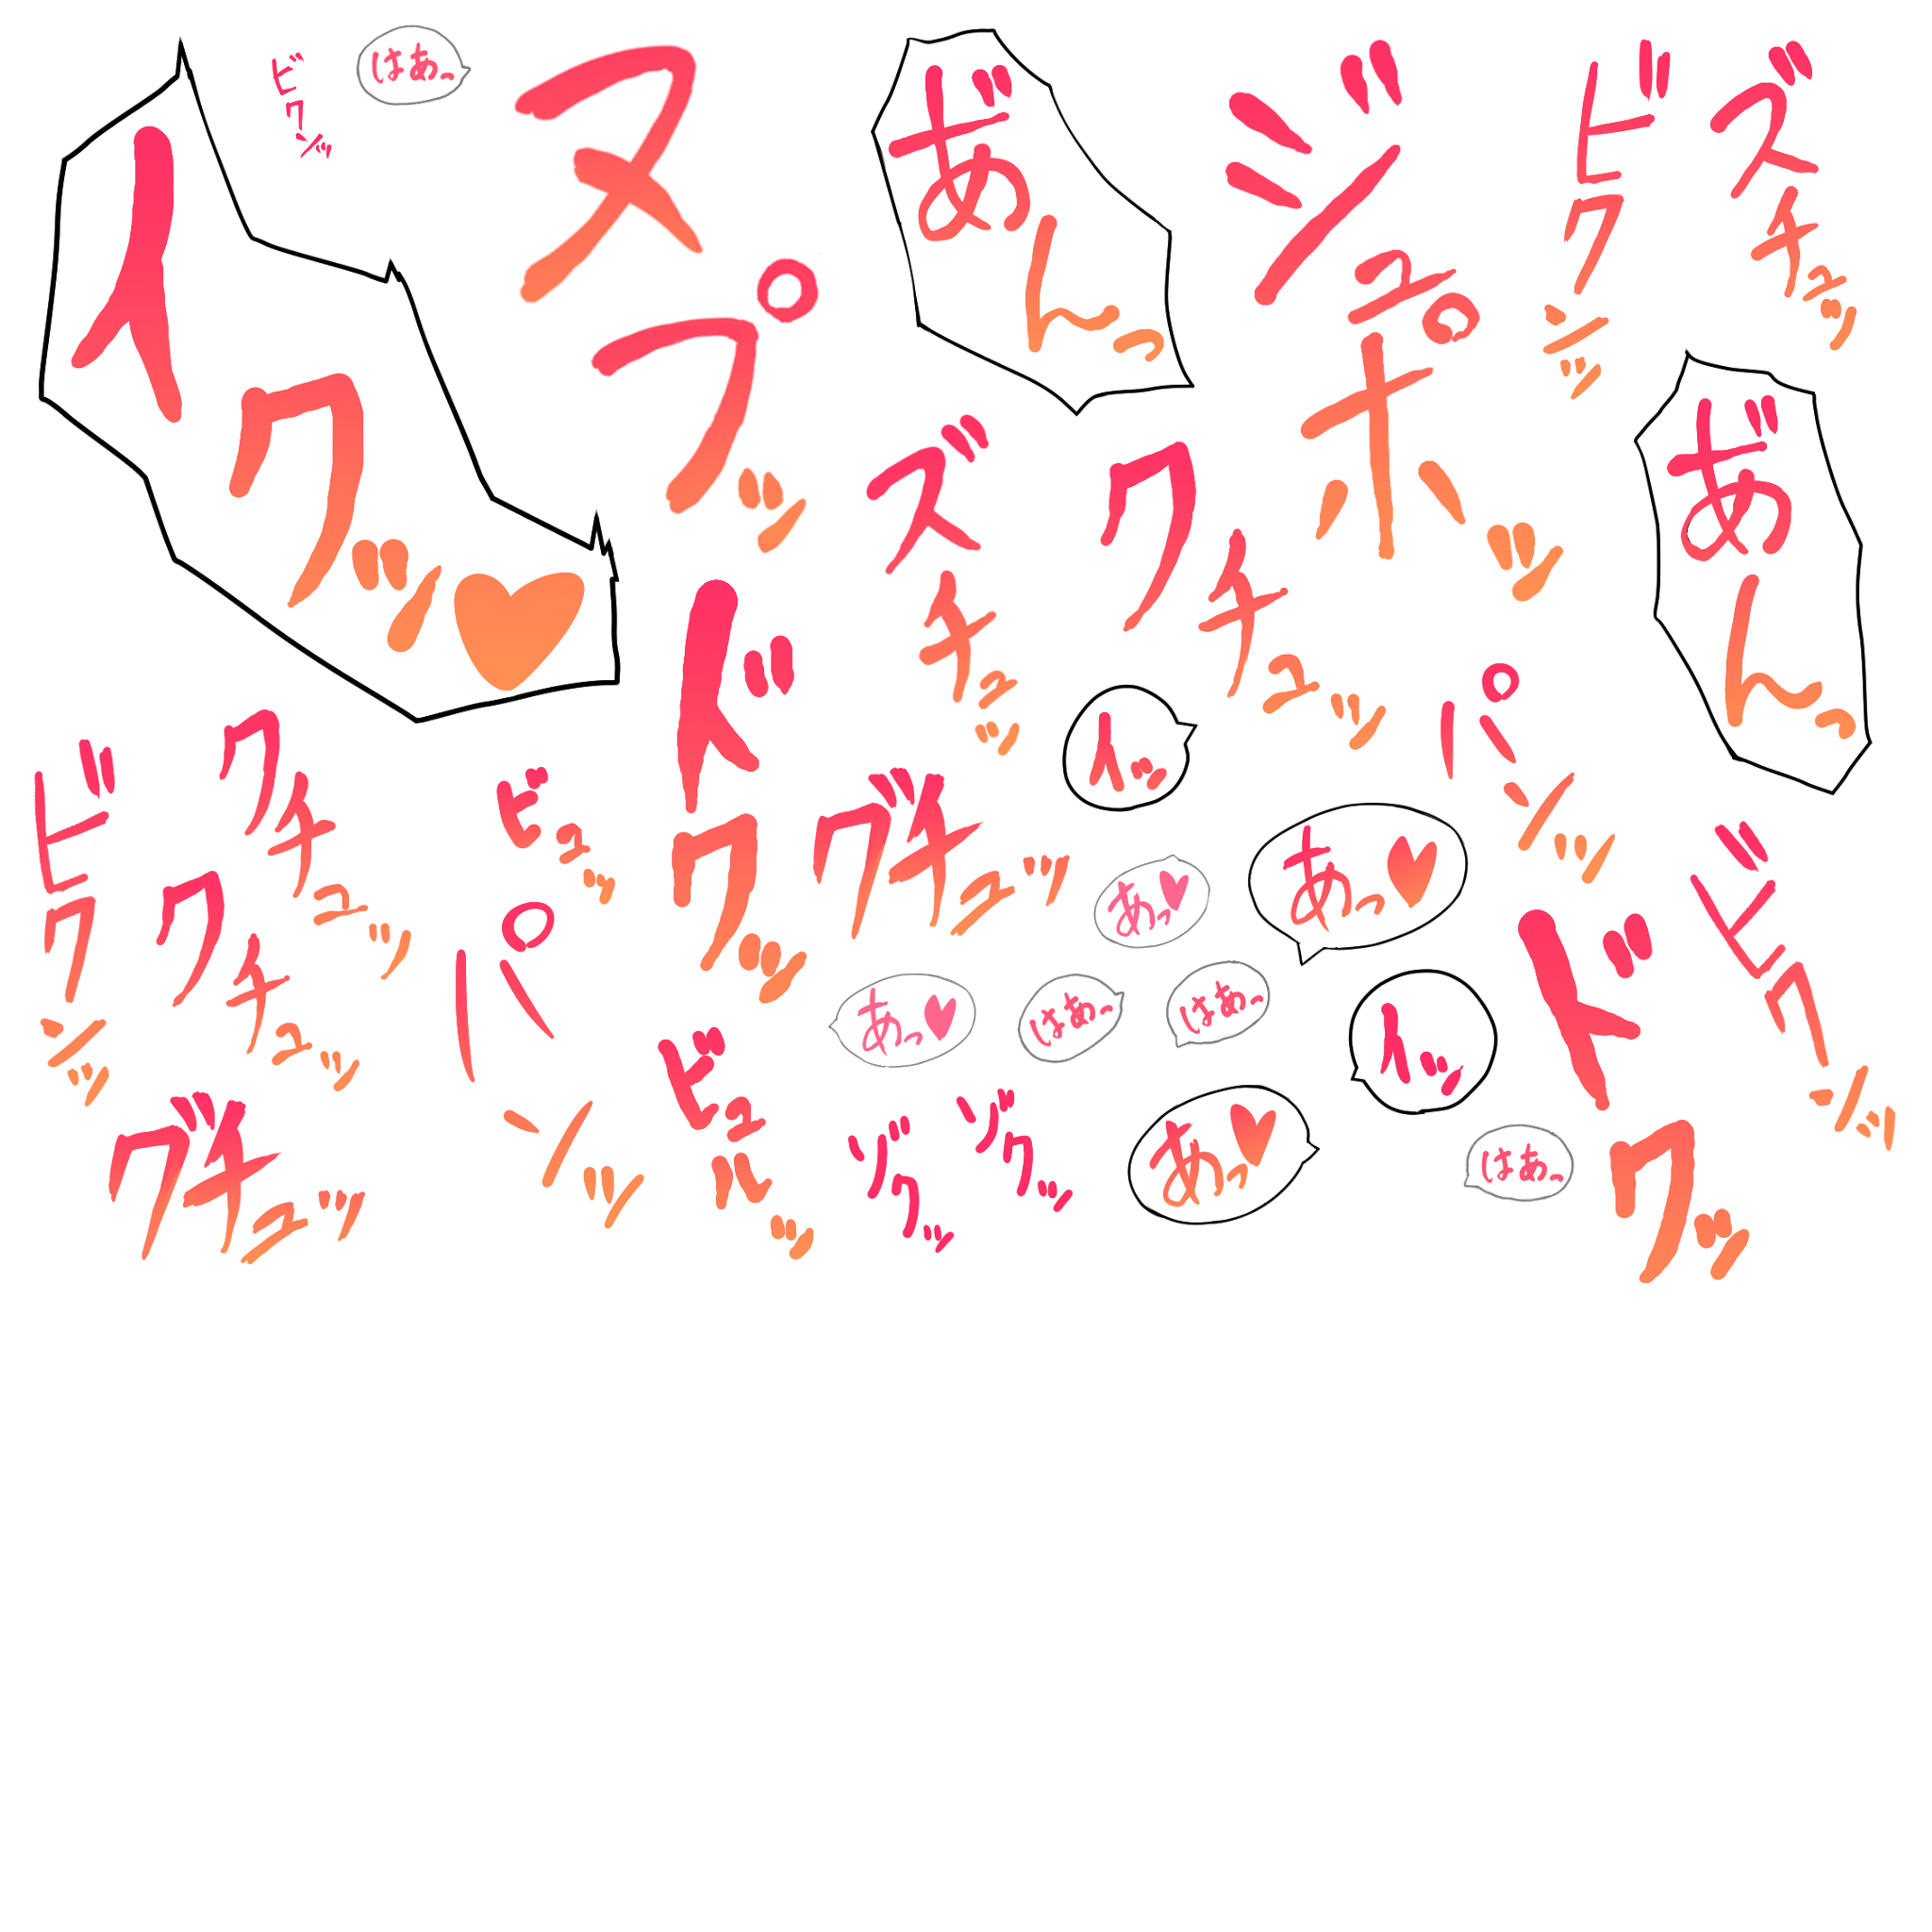 イクッ♥
ビクンッ
はあっ
ヌプッ
あ゛んっ
ジュポッ
ビクンッ
ズチュッ
ズチュッ
クチュッ
あ゛んっ
ドクッ
んッ
パンッ
ビクンッ
クチュッ
クチュッ
ビュッ
グチュッ
あっ♥
あっ♥
ビクンッ
パンッ
あっ♥
はあっ
はあっ
んッ
ドクッ
グチュッ
ビュルッ
ビクッ
ビクッ
あっ♥
はあっ